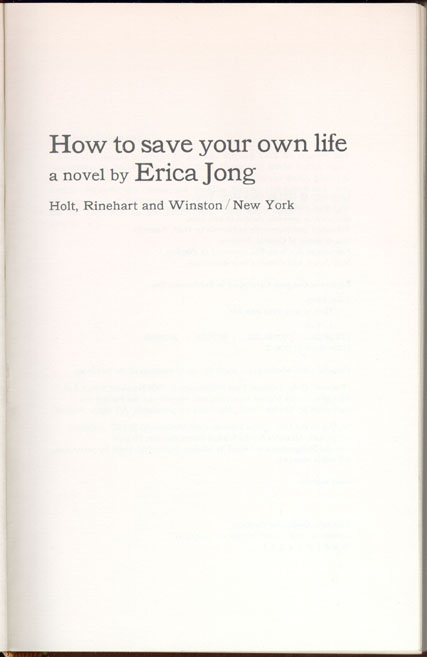 How to save your own life
a novel by Erica Jong
Holt, Rinehart and Winston / New York